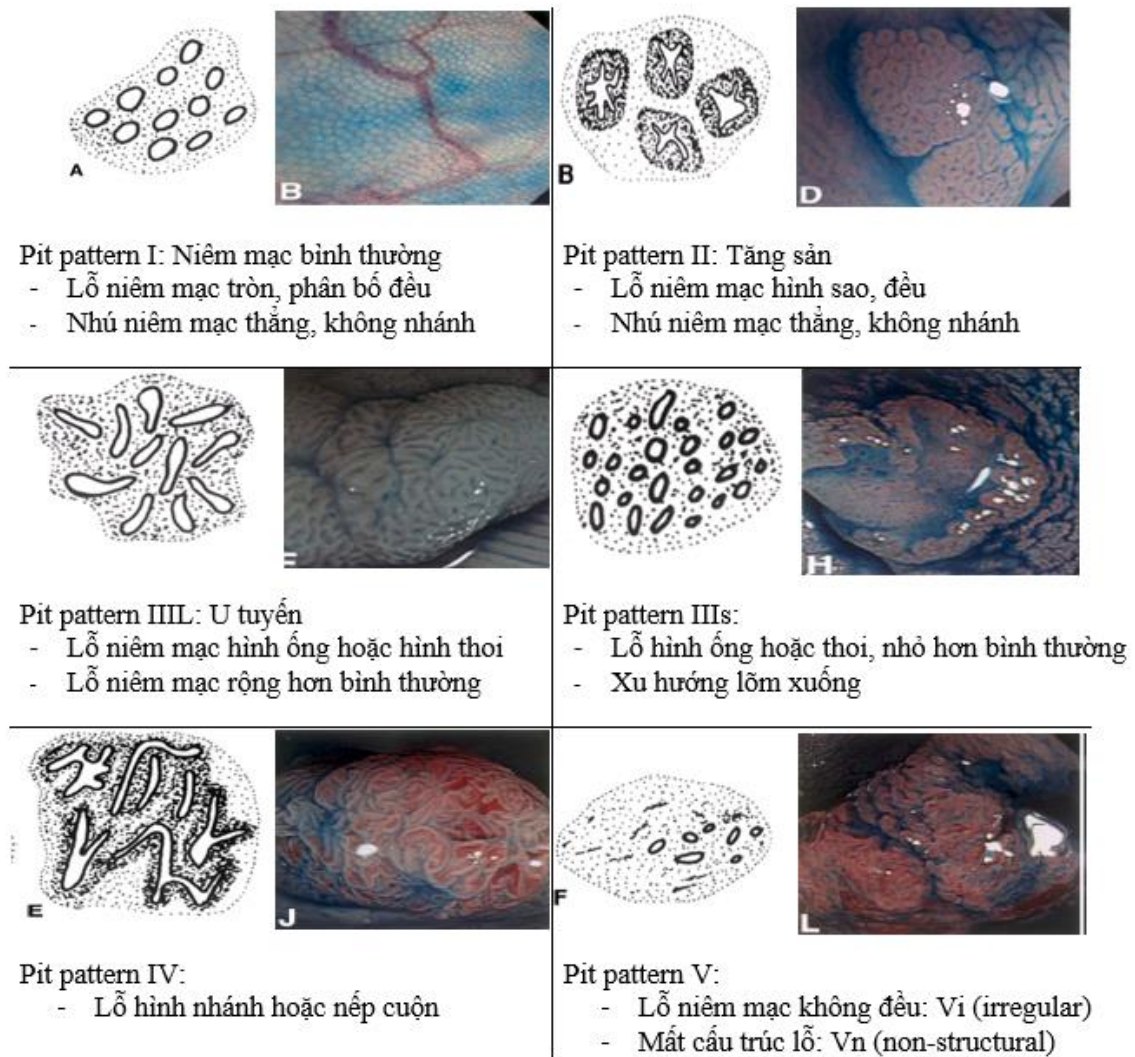 A
B
B
D
Pit pattern I: Niêm mạc bình thường
- Lỗ niêm mạc tròn, phân bố đều
- Nhú niêm mạc thẳng, không nhánh
Pit pattern II: Tăng sản
- Lỗ niêm mạc hình sao, đều
- Nhú niêm mạc thẳng, không nhánh
H
Pit pattern IIIL: U tuyến
- Lỗ niêm mạc hình ống hoặc hình thoi
- Lỗ niêm mạc rộng hơn bình thường
Pit pattern IIIs:
- Lỗ hình ống hoặc thoi, nhỏ hơn bình thường
- Xu hướng lõm xuống
E
J
F
L
Pit pattern IV:
- Lỗ hình nhánh hoặc nếp cuộn
Pit pattern V:
- Lỗ niêm mạc không đều: Vi (irregular)
- Mất cấu trúc lỗ: Vn (non-structural)